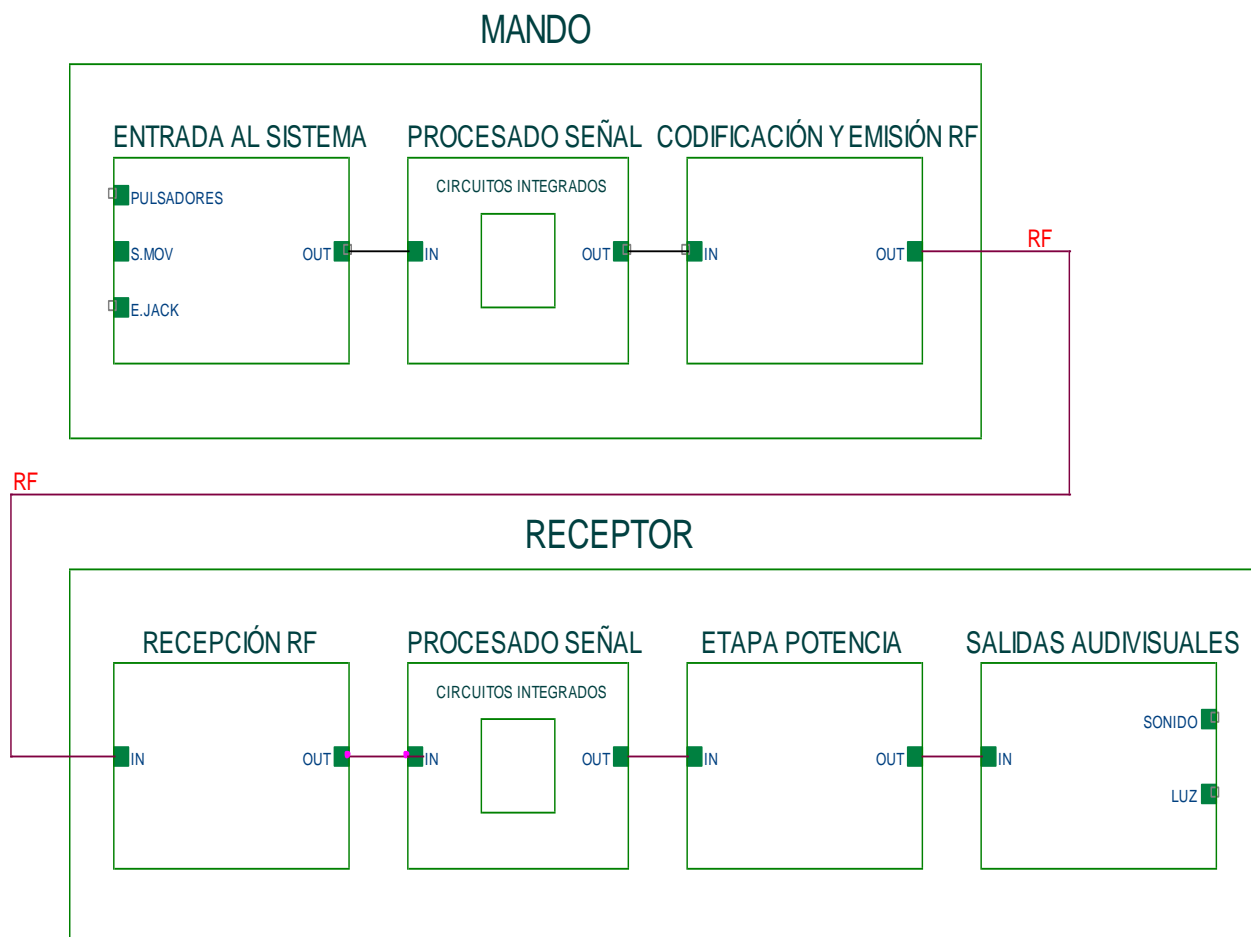 MANDO
ENTRADA AL SISTEMA
PROCESADO SEÑAL
CODIFICACIÓN Y EMISIÓN RF
CIRCUITOS INTEGRADOS
PULSADORES
S.MOV
OUT
IN
OUT
IN
OUT
RF
E.JACK
RF
RECEPTOR
RECEPCIÓN RF
PROCESADO SEÑAL
ETAPA POTENCIA
SALIDAS AUDIVISUALES
CIRCUITOS INTEGRADOS
SONIDO
IN
OUT
IN
OUT
IN
OUT
IN
LUZ